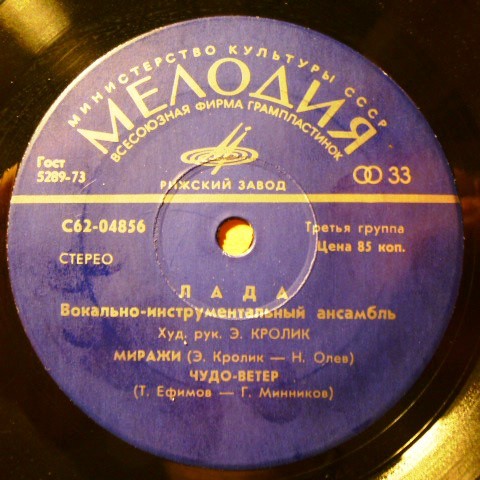 МИНИСТЕРСТВО КУЛЬТУРЫ СССР
МЕЛОДИЯ
ВСЕСОЮЗНАЯ ФИРМА ГРАМПЛАСТИНОК
Гост
5289-73
РИЖСКИЙ ЗАВОД
33
С62-04856
Третья группа
Цена 85 коп.
СТЕРЕО
ЛАДА
Вокально-инструментальный ансамбль
Худ. рук. Э. КРОЛИК
МИРАЖИ (Э. Кролик — Н. Олев)
ЧУДО-ВЕТЕР
(Т. Ефимов — Г. Минников)